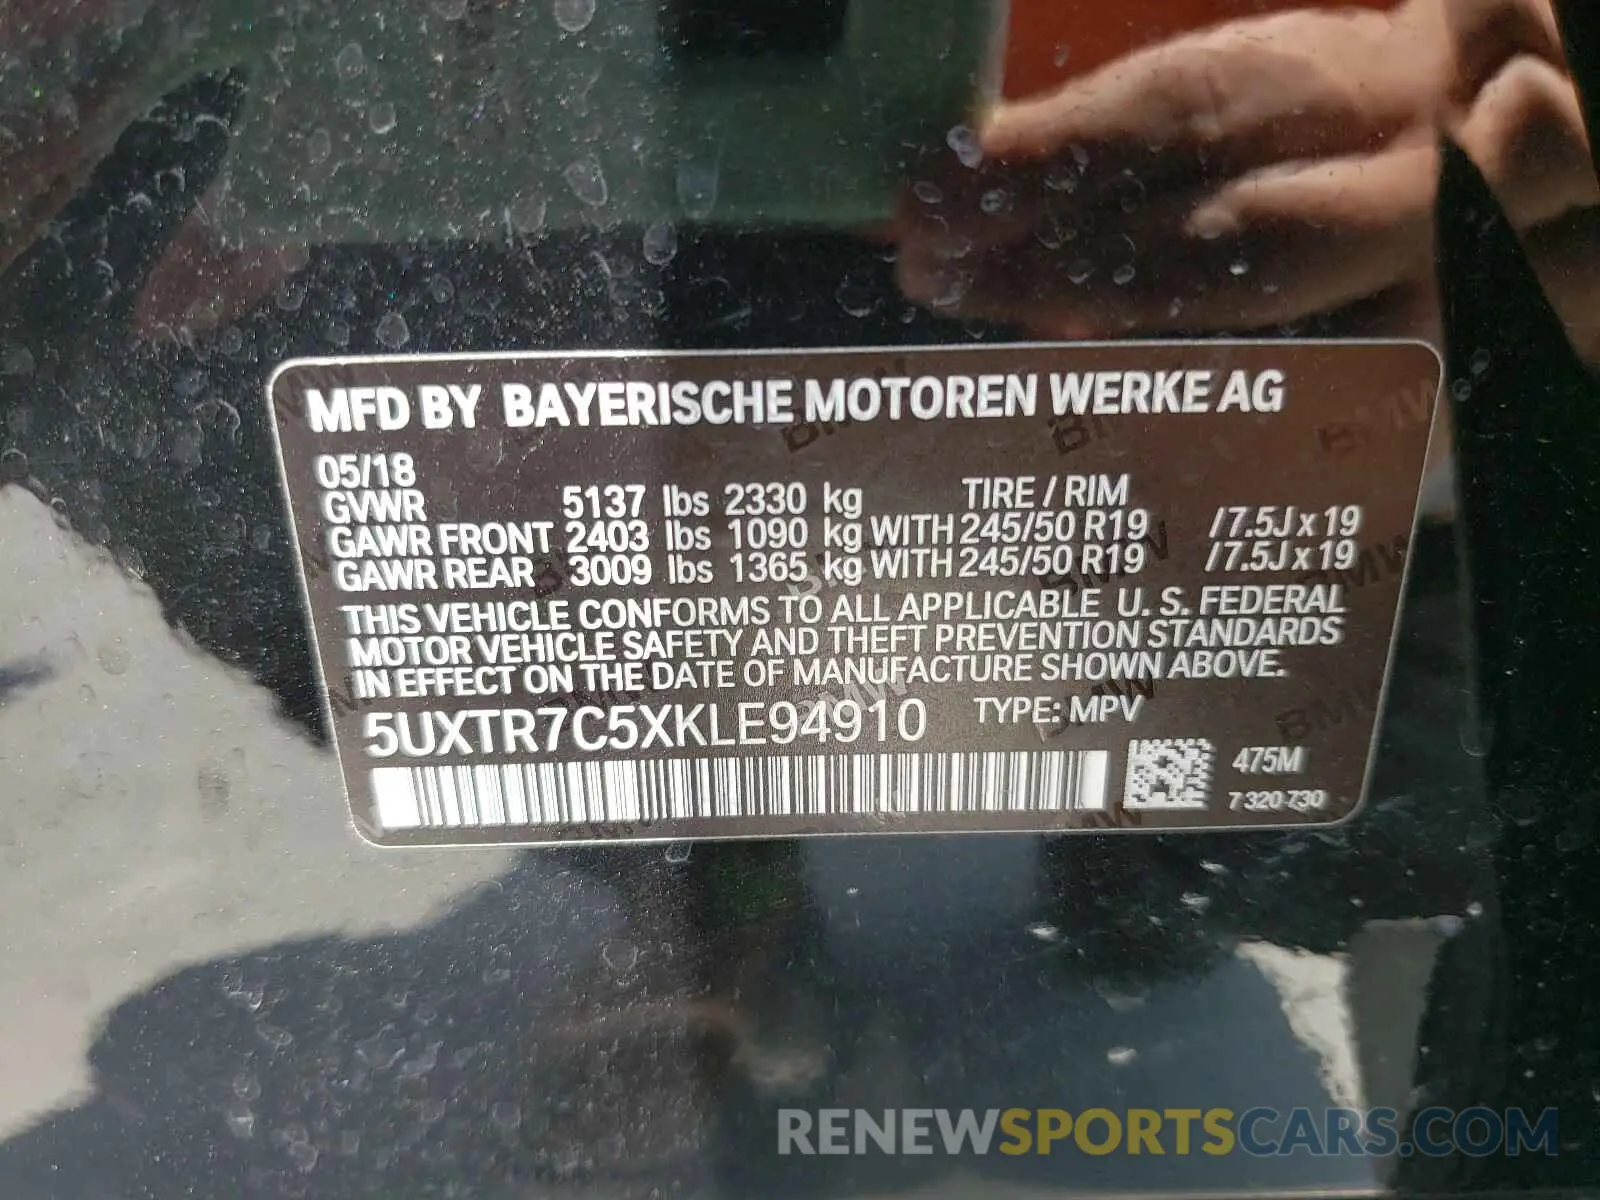 MFD BY BAYERISCHE MOTOREN WERKE AG
05/18
GVWR 5137 lbs 2330 kg TIRE / RIM
GAWR FRONT 2403 lbs 1090 kg WITH 245/50 R19 /7.5J x 19
GAWR REAR 3009 lbs 1365 kg WITH 245/50 R19 /7.5J x 19
THIS VEHICLE CONFORMS TO ALL APPLICABLE U. S. FEDERAL
MOTOR VEHICLE SAFETY AND THEFT PREVENTION STANDARDS
IN EFFECT ON THE DATE OF MANUFACTURE SHOWN ABOVE.
5UXTR7C5XKLE94910 TYPE: MPV
475M
7 320 730
RENEWSPORTSCARS.COM